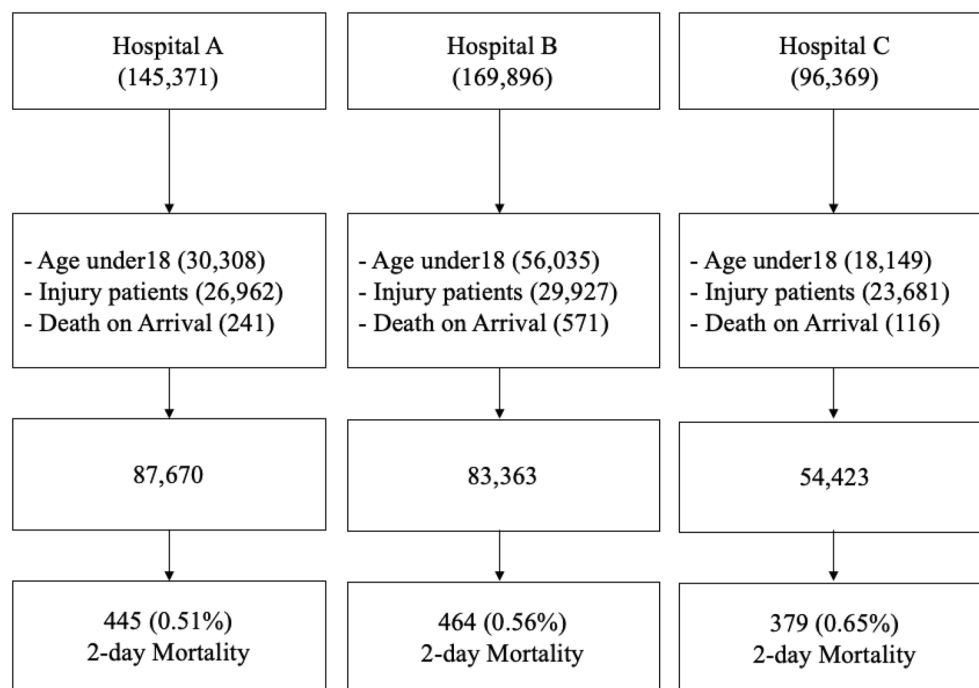 Hospital A
(145,371)
Hospital B
(169,896)
Hospital C
(96,369)
- Age under18 (30,308)
- Injury patients (26,962)
- Death on Arrival (241)
- Age under18 (56,035)
- Injury patients (29,927)
- Death on Arrival (571)
- Age under18 (18,149)
- Injury patients (23,681)
- Death on Arrival (116)
87,670
83,363
54,423
445 (0.51%)
2-day Mortality
464 (0.56%)
2-day Mortality
379 (0.65%)
2-day Mortality